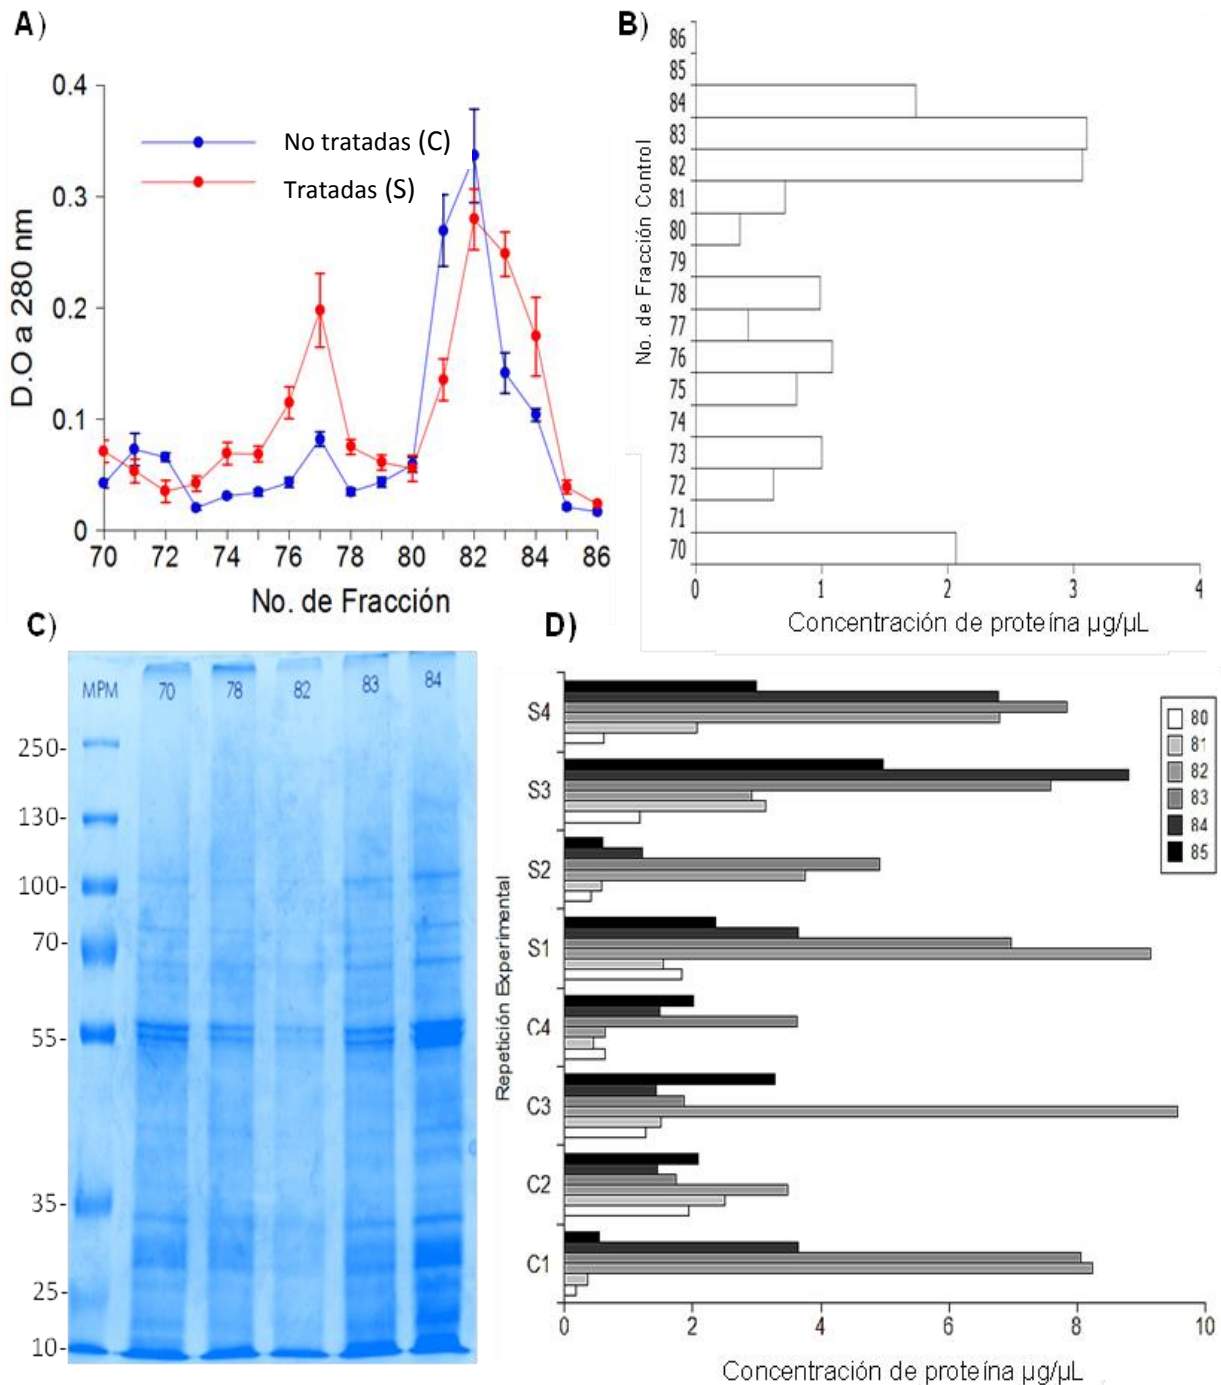 A)
0.4
0.3
0.2
0.1
0
D.O a 280 nm
No tratadas (C)
Tratadas (S)
70 72 74 76 78 80 82 84 86
No. de Fracción
B)
86
85
84
83
82
81
80
79
78
77
76
75
74
73
72
71
70
No. de Fracción Control
0 1 2 3 4
Concentración de proteína µg/µL
C)
MPM 70 78 82 83 84
250-
130-
100-
70-
55-
35-
25-
10-
D)
S4
S3
S2
S1
C4
C3
C2
C1
Repetición Experimental
80
81
82
83
84
85
0 2 4 6 8 10
Concentración de proteína µg/µL